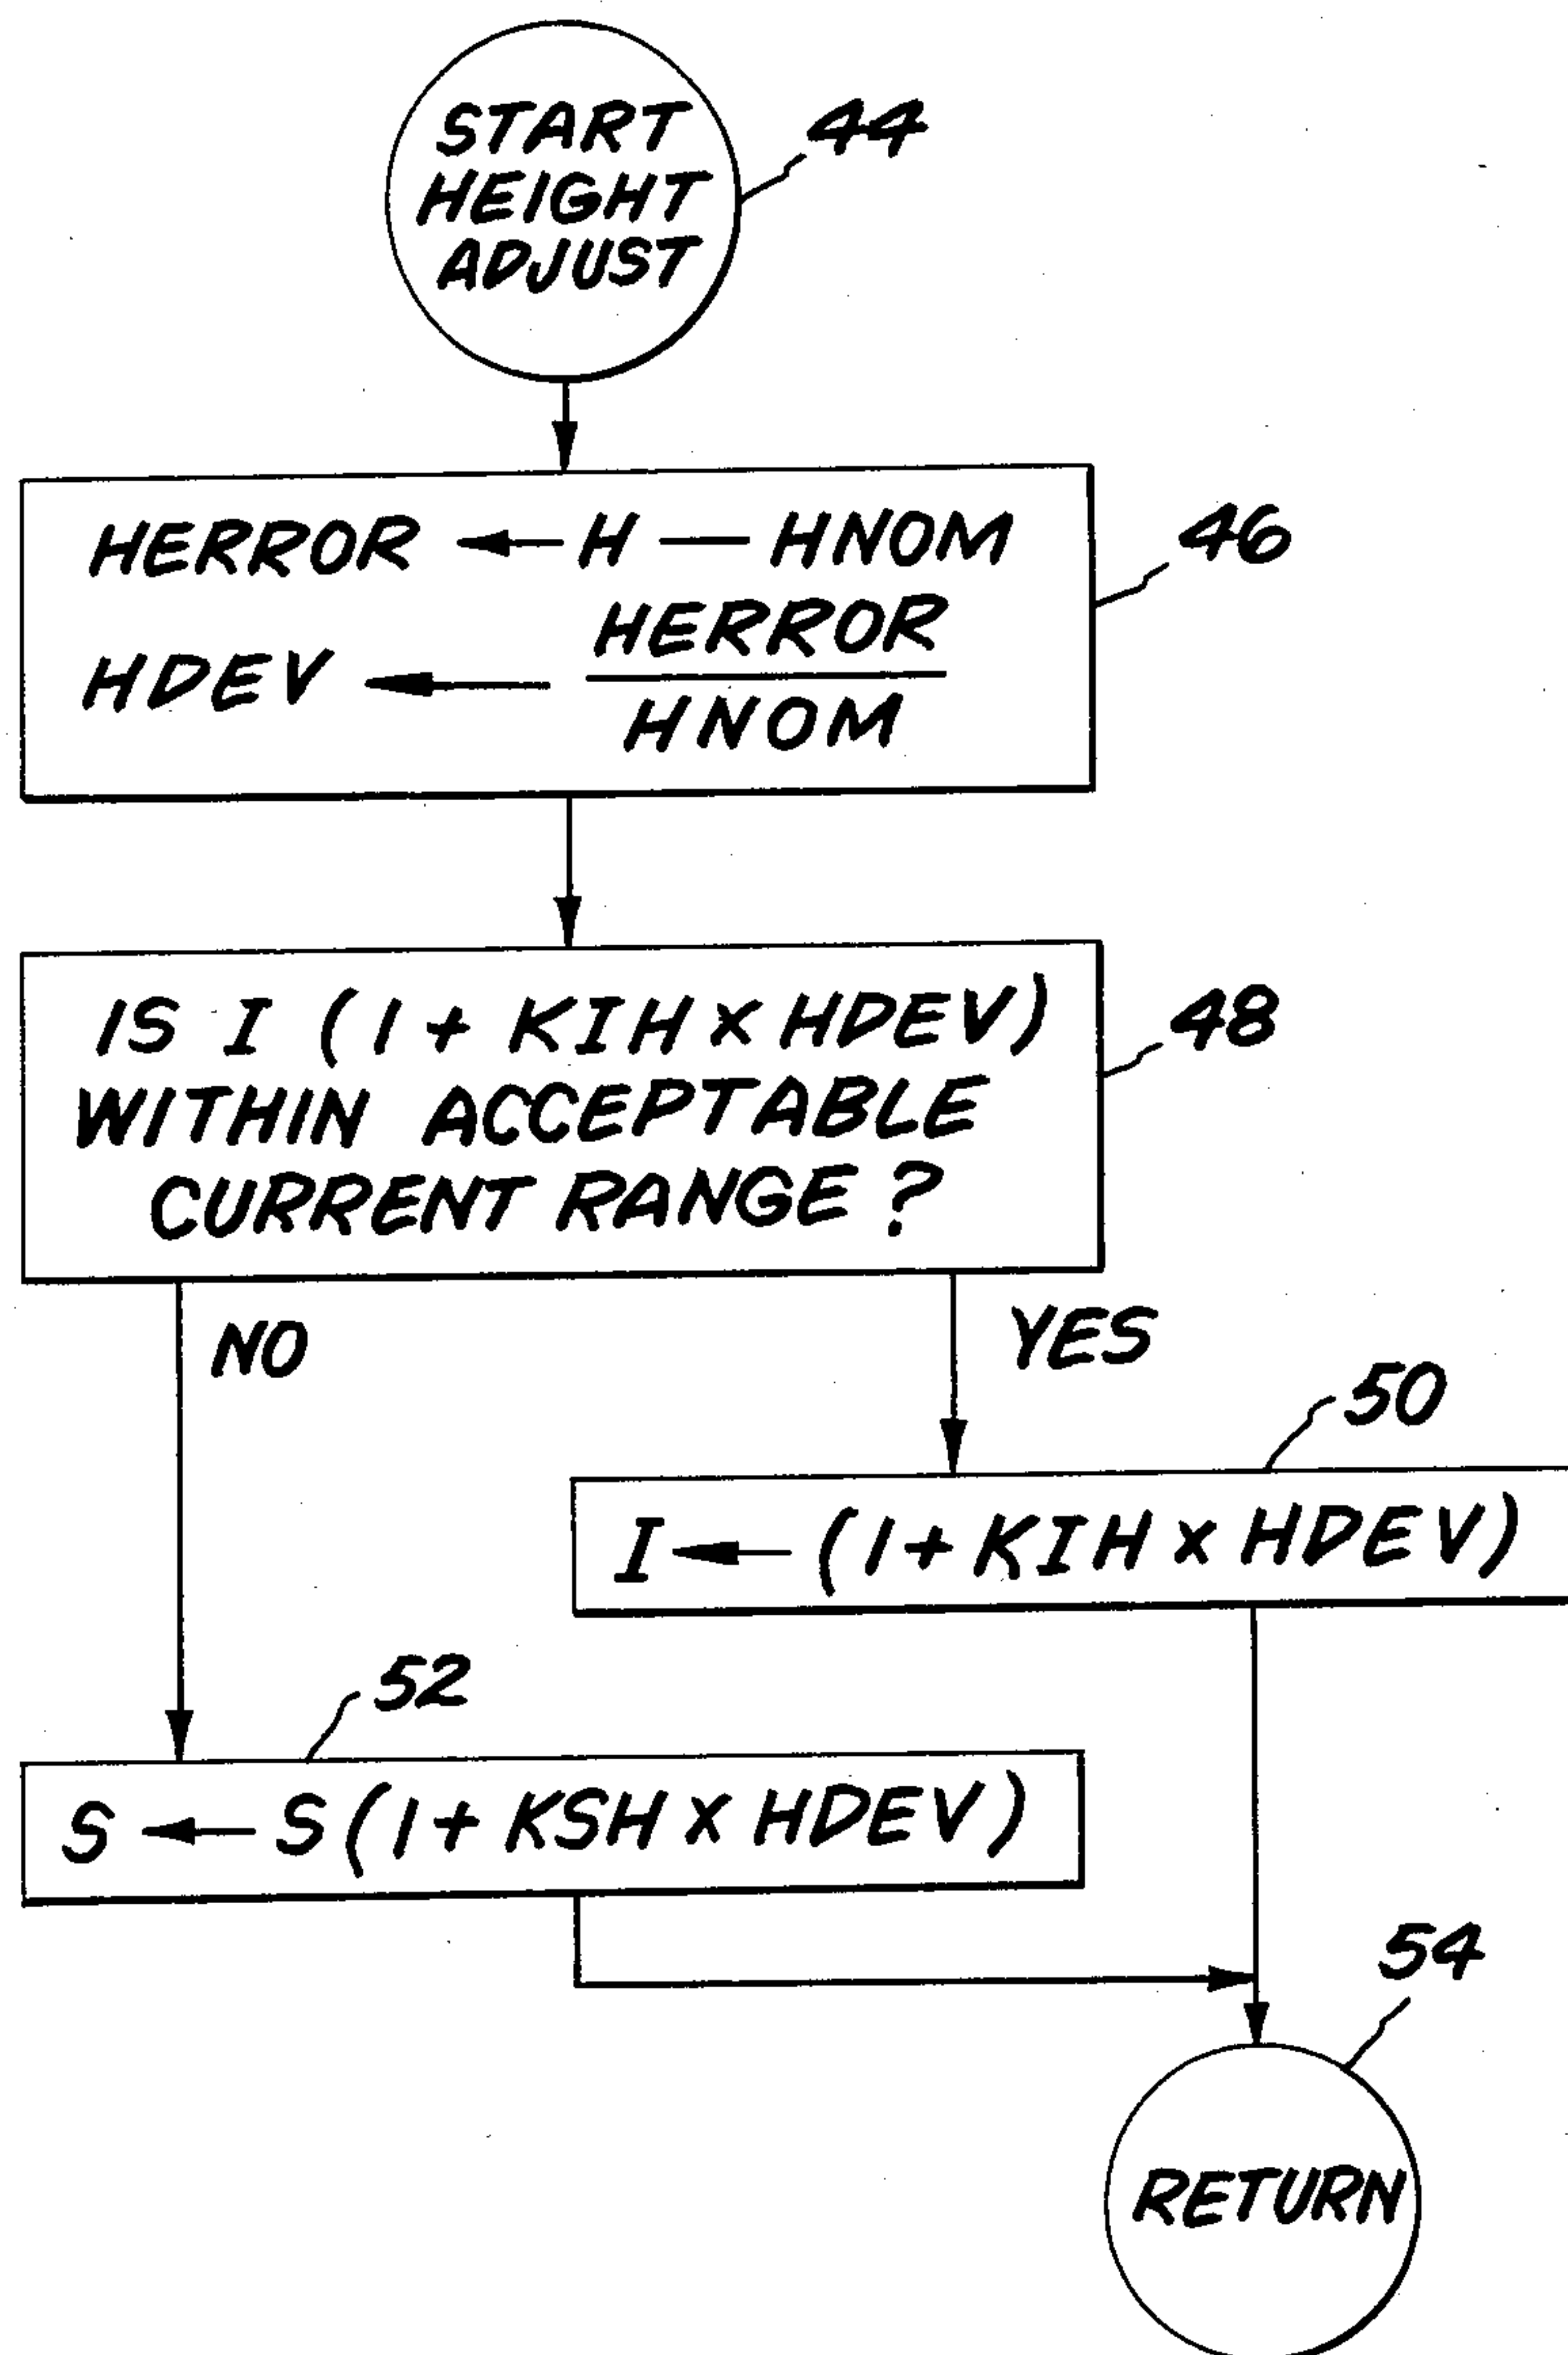 START
HEIGHT
ADJUST
44
HERROR ← H — HNOM
46
HDEV ← HERROR
HNOM
IS I (1 + KIH × HDEV)
WITHIN ACCEPTABLE
CURRENT RANGE ?
48
NO
YES
50
I ← (1 + KIH × HDEV)
52
S ← S(1 + KSH × HDEV)
54
RETURN